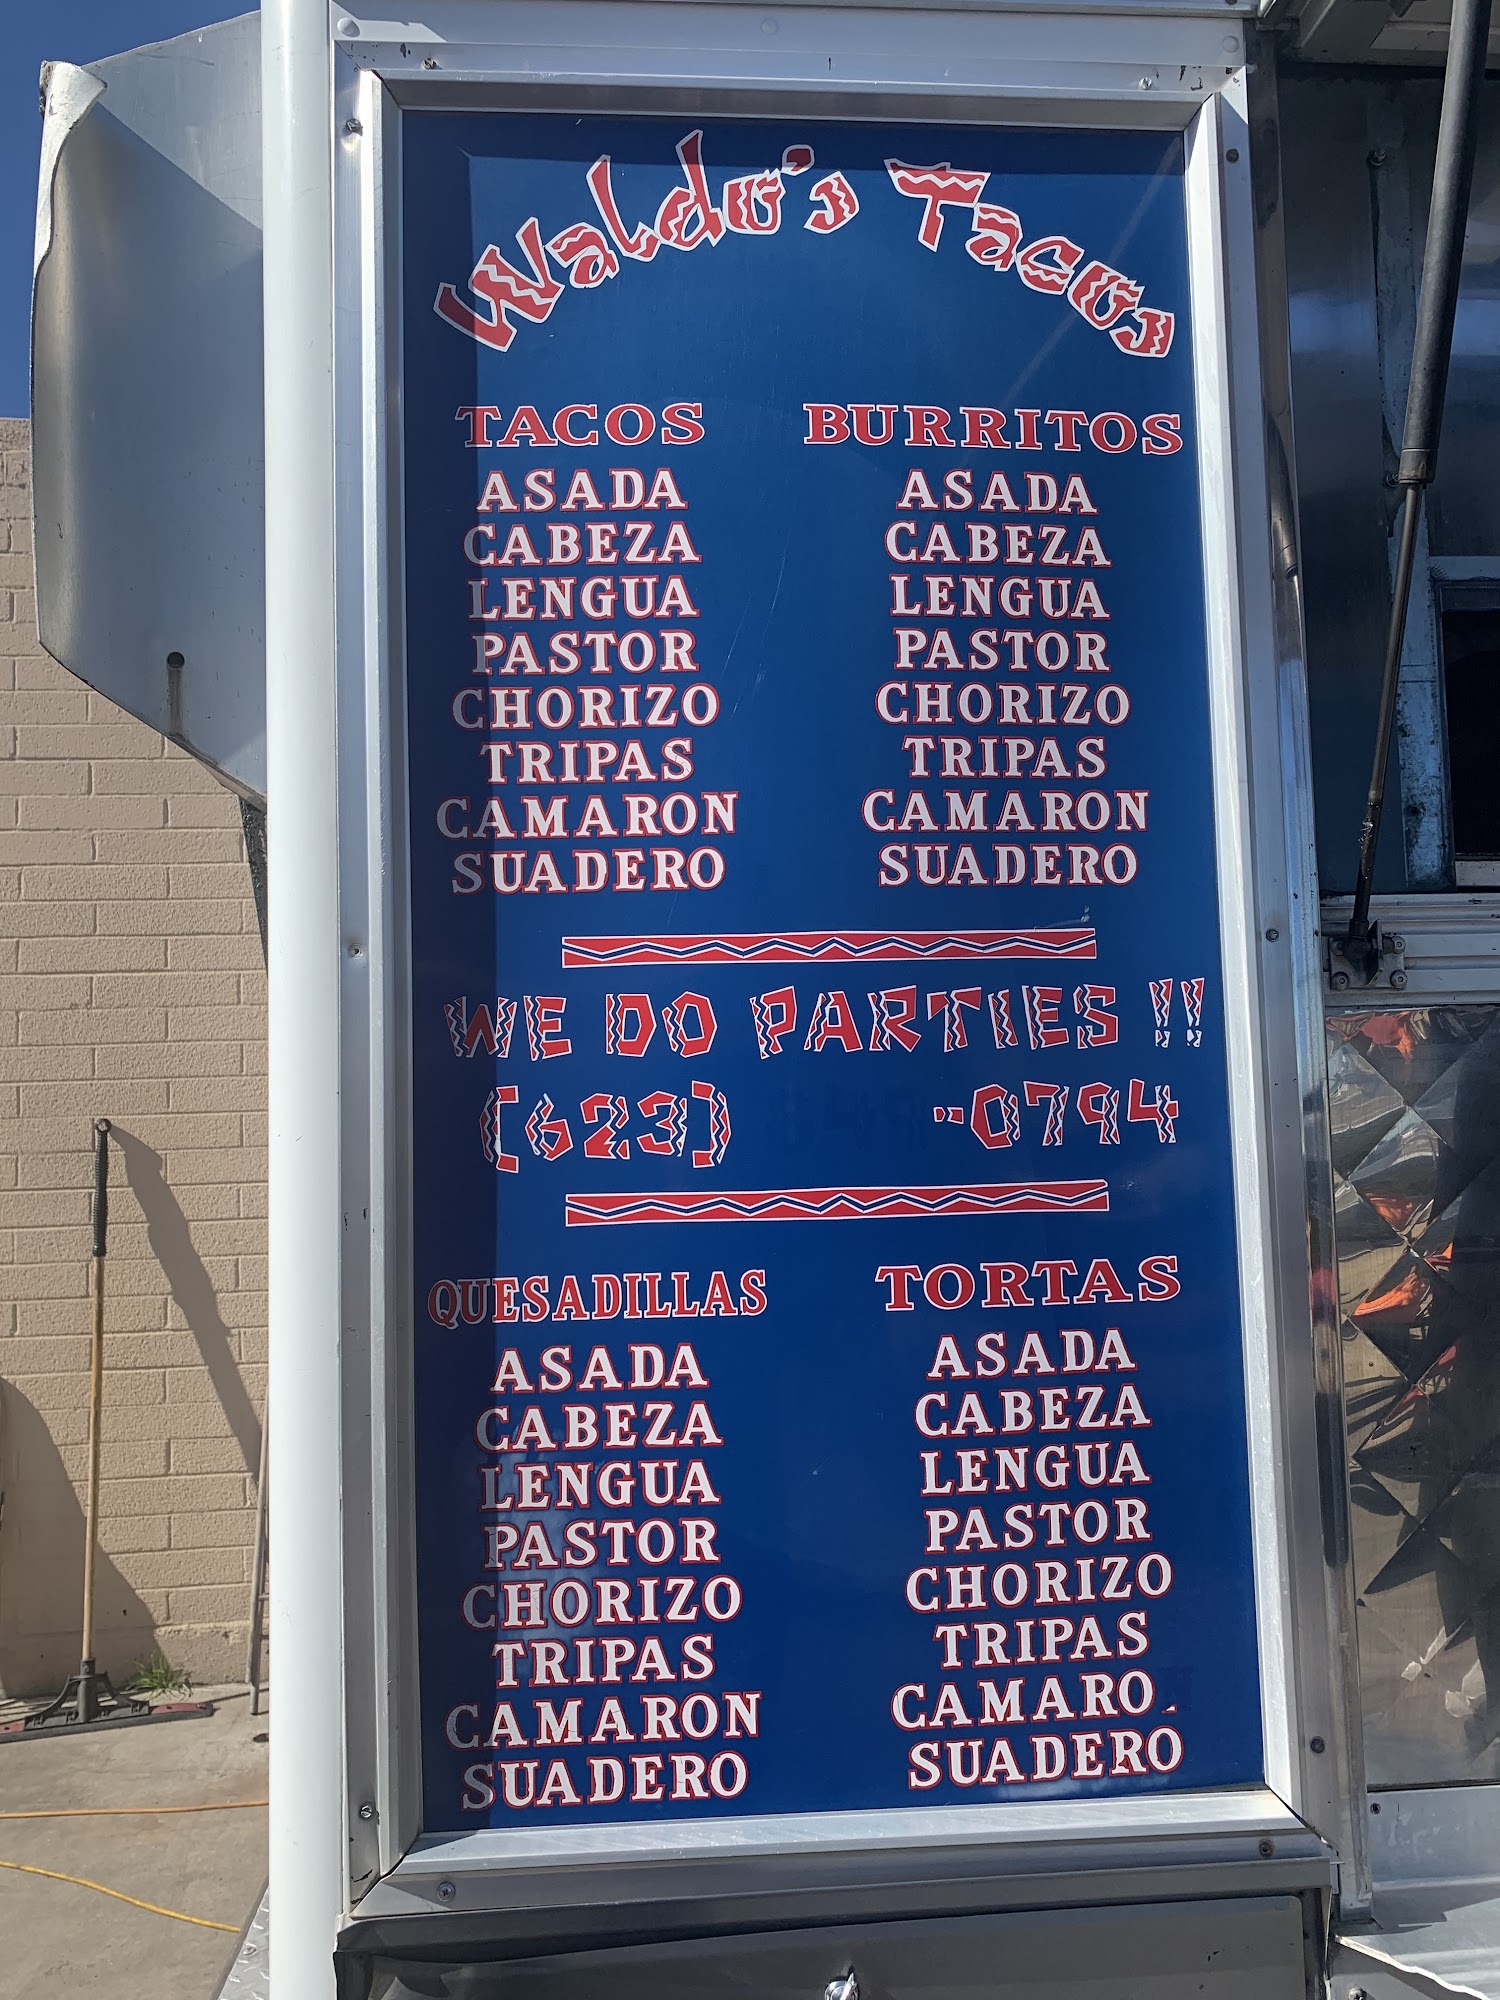 Waldo's Tacos
TACOS
ASADA
CABEZA
LENGUA
PASTOR
CHORIZO
TRIPAS
CAMARON
SUADERO
BURRITOS
ASADA
CABEZA
LENGUA
PASTOR
CHORIZO
TRIPAS
CAMARON
SUADERO
WE DO PARTIES !!
(623) -0794
QUESADILLAS
ASADA
CABEZA
LENGUA
PASTOR
CHORIZO
TRIPAS
CAMARON
SUADERO
TORTAS
ASADA
CABEZA
LENGUA
PASTOR
CHORIZO
TRIPAS
CAMARO
SUADERO